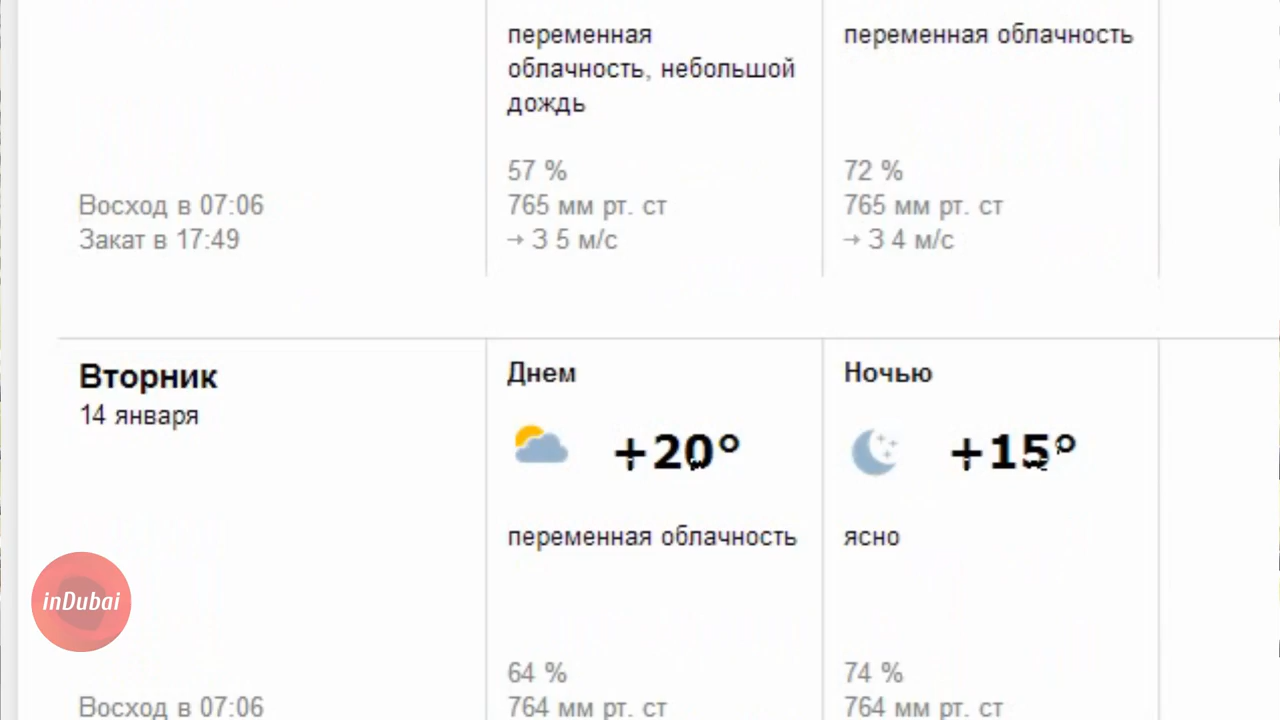 переменная
облачность, небольшой
дождь
переменная облачность
57 %
72 %
Восход в 07:06
765 мм рт. ст
765 мм рт. ст
Закат в 17:49
→ З 5 м/с
→ З 4 м/с
Вторник
14 января
Днем
Ночью
+20°
+15°
переменная облачность
ясно
inDubai
64 %
74 %
Восход в 07:06
764 мм рт. ст
764 мм рт. ст